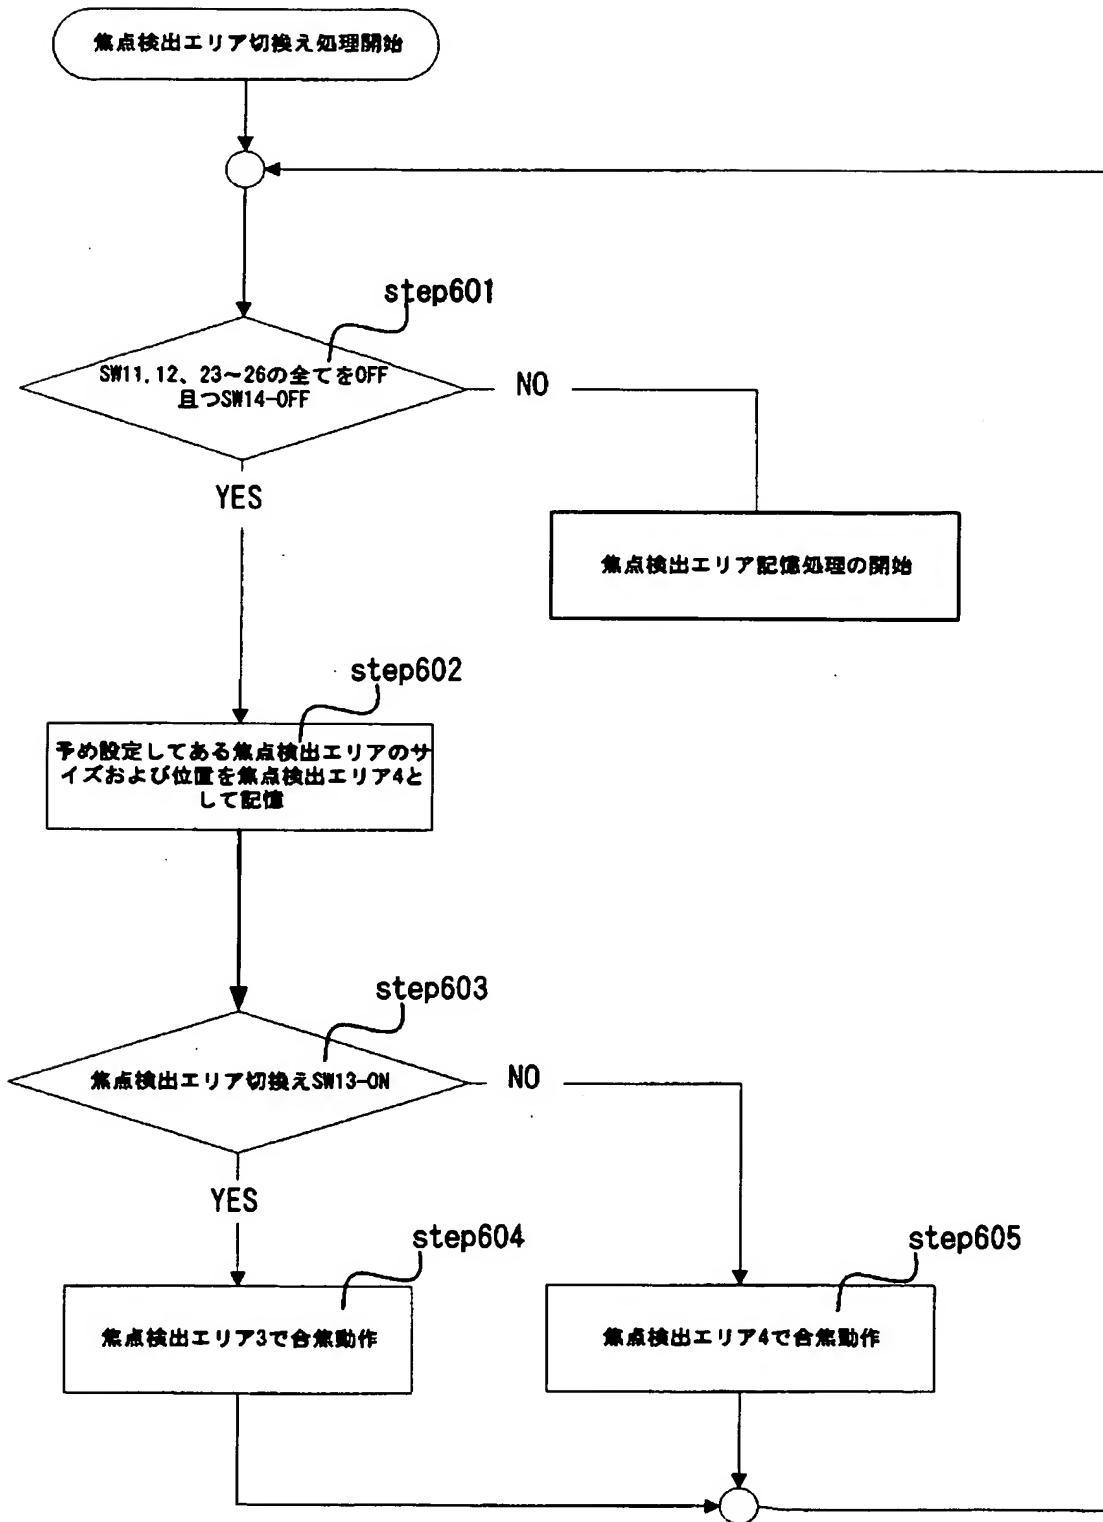 焦点検出エリア切換え処理開始
step601
SW11,12、23~26の全てをOFF
且つSW14-OFF
NO
YES
焦点検出エリア記憶処理の開始
step602
予め設定してある焦点検出エリアのサ
イズおよび位置を焦点検出エリア4と
して記憶
step603
焦点検出エリア切換えSW13-ON
NO
YES
step604
step605
焦点検出エリア3で合焦動作
焦点検出エリア4で合焦動作